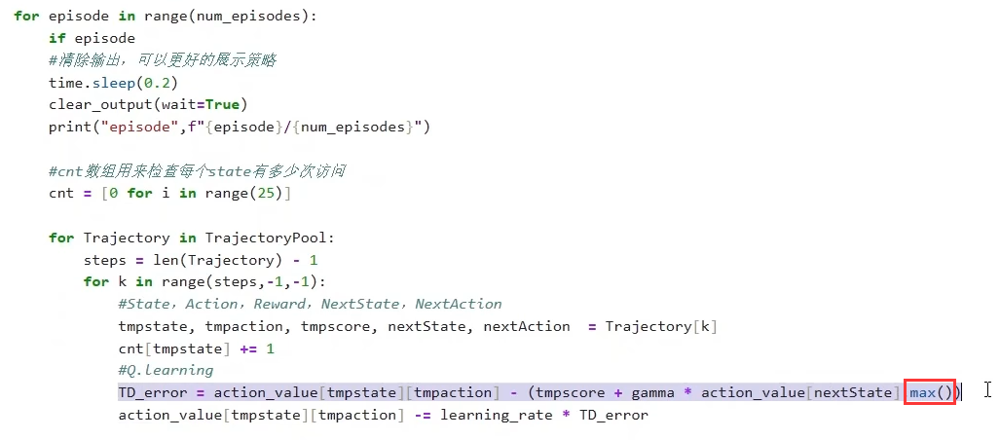 for episode in range(num_episodes):
    if episode
    #清除输出，可以更好的展示策略
    time.sleep(0.2)
    clear_output(wait=True)
    print("episode",f"{episode}/{num_episodes}")
    #cnt数组用来检查每个state有多少次访问
    cnt = [0 for i in range(25)]
    for Trajectory in TrajectoryPool:
        steps = len(Trajectory) - 1
        for k in range(steps,-1,-1):
            #State，Action，Reward，NextState，NextAction
            tmpstate, tmpaction, tmpscore, nextState, nextAction  = Trajectory[k]
            cnt[tmpstate] += 1
            #Q.learning
            TD_error = action_value[tmpstate][tmpaction] - (tmpscore + gamma * action_value[nextState].max())
            action_value[tmpstate][tmpaction] -= learning_rate * TD_error